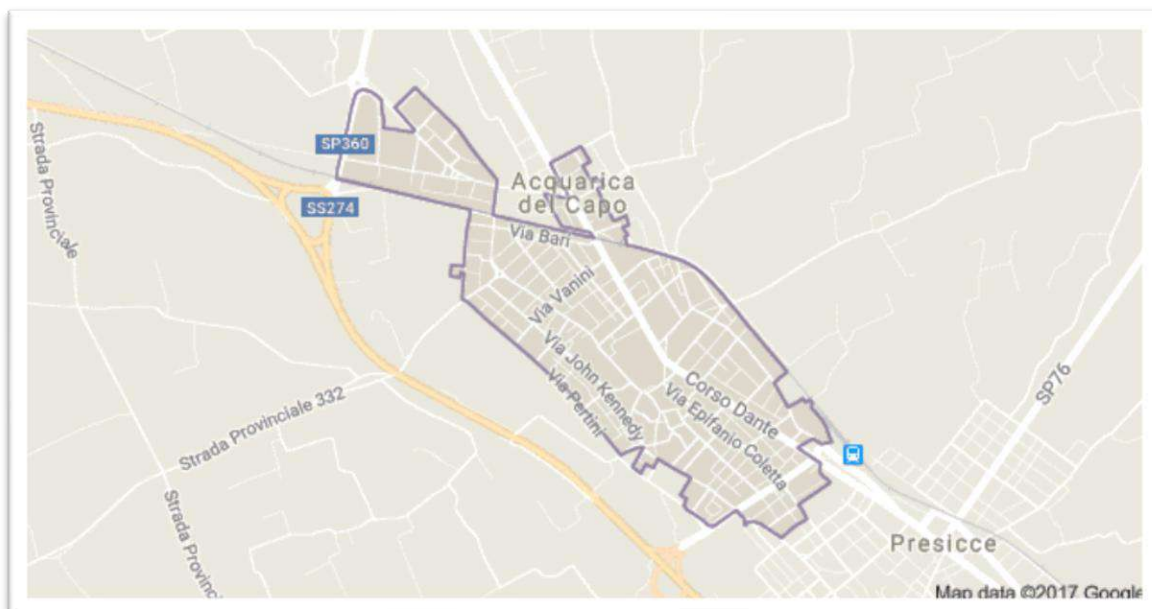 SP360
Acquarica
del Capo
SS274
Via Bari
Strada Provinciale
Via Vanini
Via John Kennedy
Via Pertini
Corso Dante
SP76
Via Epifanio Coletta
Strada Provinciale 332
Strada Provinci
Presicce
Map data ©2017 Google